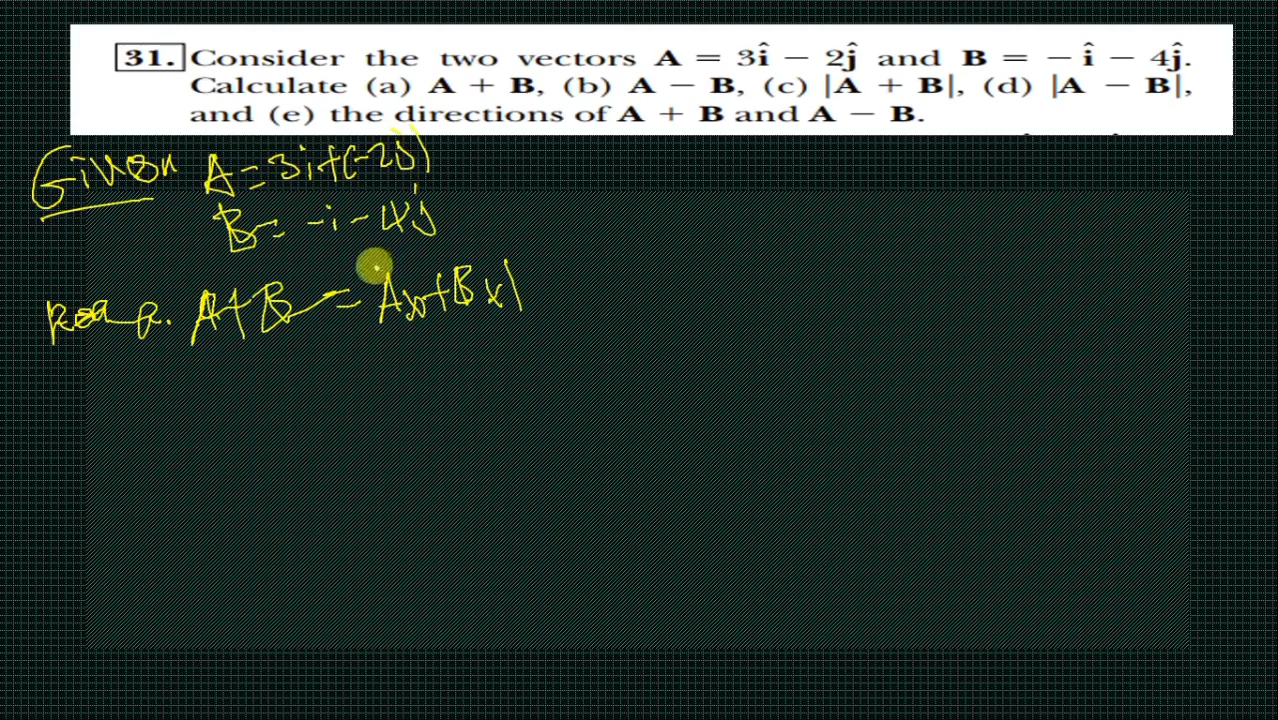 31. Consider the two vectors A = 3î − 2ĵ and B = −î − 4ĵ.
Calculate (a) A + B, (b) A − B, (c) |A + B|, (d) |A − B|,
and (e) the directions of A + B and A − B.
Given A = 3i + (-2j)
B = -i - 4j
a. A + B = Ax + Bx